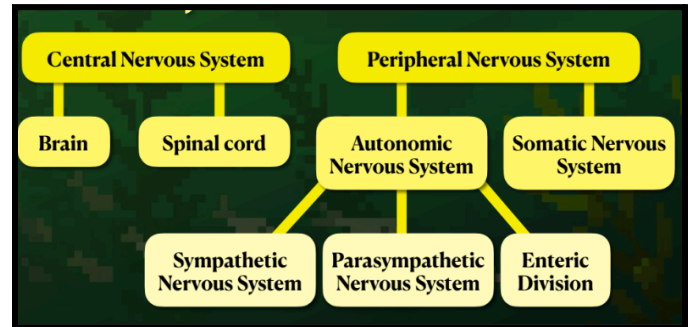 Central Nervous System
Peripheral Nervous System
Brain
Spinal cord
Autonomic
Nervous System
Somatic Nervous
System
Sympathetic
Nervous System
Parasympathetic
Nervous System
Enteric
Division